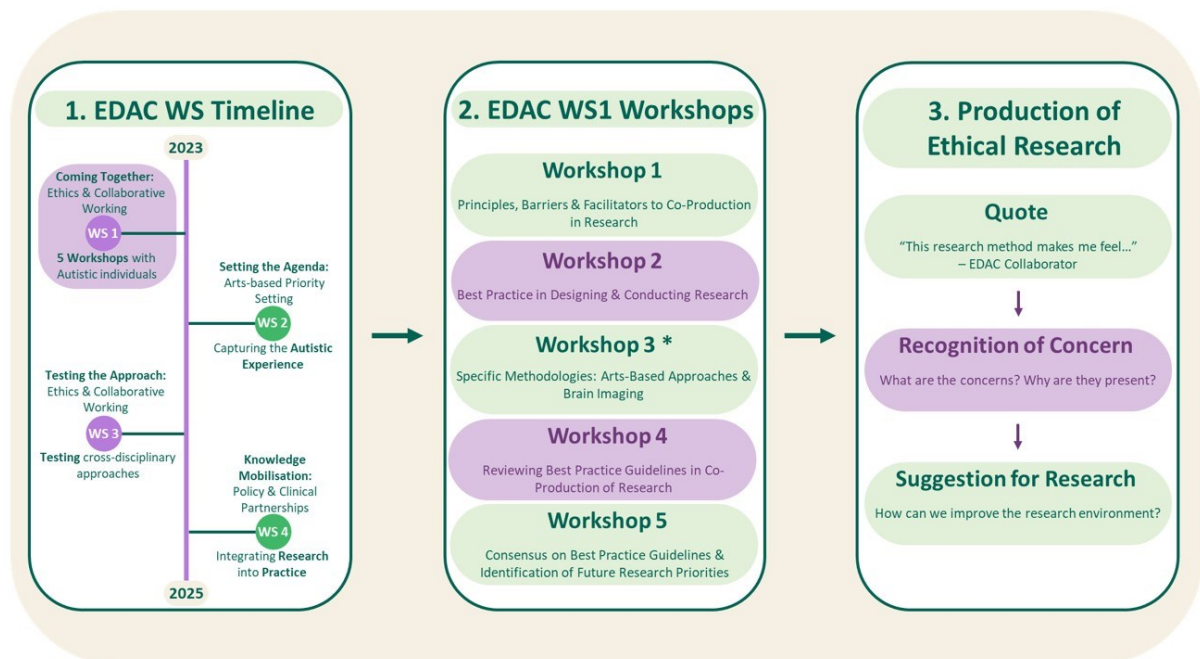 1. EDAC WS Timeline
2023
Coming Together:
Ethics & Collaborative
Working
WS 1
5 Workshops with
Autistic individuals
Setting the Agenda:
Arts-based Priority
Setting
WS 2
Capturing the Autistic
Experience
Testing the Approach:
Ethics & Collaborative
Working
WS 3
Testing cross-disciplinary
approaches
Knowledge
Mobilisation:
Policy & Clinical
Partnerships
WS 4
Integrating Research
into Practice
2025
2. EDAC WS1 Workshops
Workshop 1
Principles, Barriers & Facilitators to Co-Production
in Research
Workshop 2
Best Practice in Designing & Conducting Research
Workshop 3 *
Specific Methodologies: Arts-Based Approaches &
Brain Imaging
Workshop 4
Reviewing Best Practice Guidelines in Co-
Production of Research
Workshop 5
Consensus on Best Practice Guidelines &
Identification of Future Research Priorities
3. Production of
Ethical Research
Quote
“This research method makes me feel…”
– EDAC Collaborator
Recognition of Concern
What are the concerns? Why are they present?
Suggestion for Research
How can we improve the research environment?